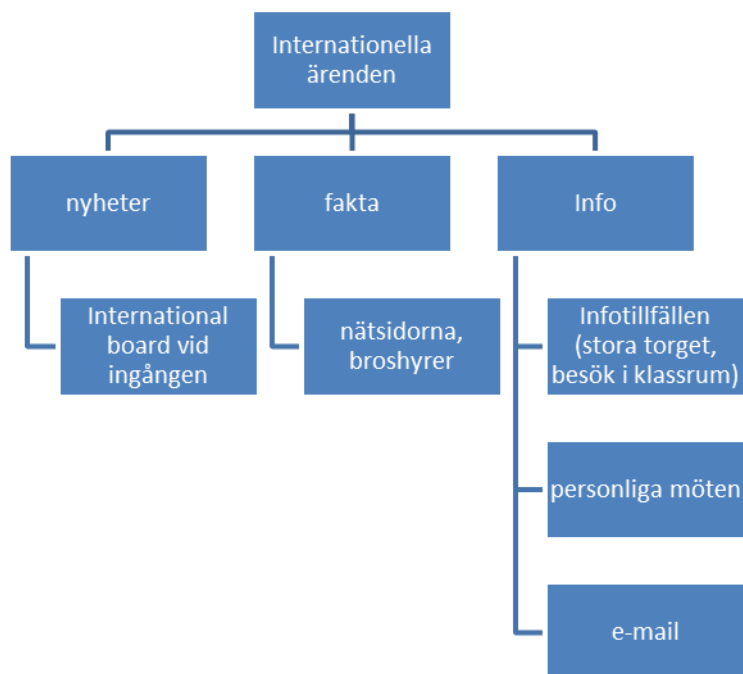 Internationella
ärenden
nyheter
fakta
Info
International
board vid
ingången
nätsidorna,
broshyrer
Infotillfällen
(stora torget,
besök i klassrum)
personliga möten
e-mail